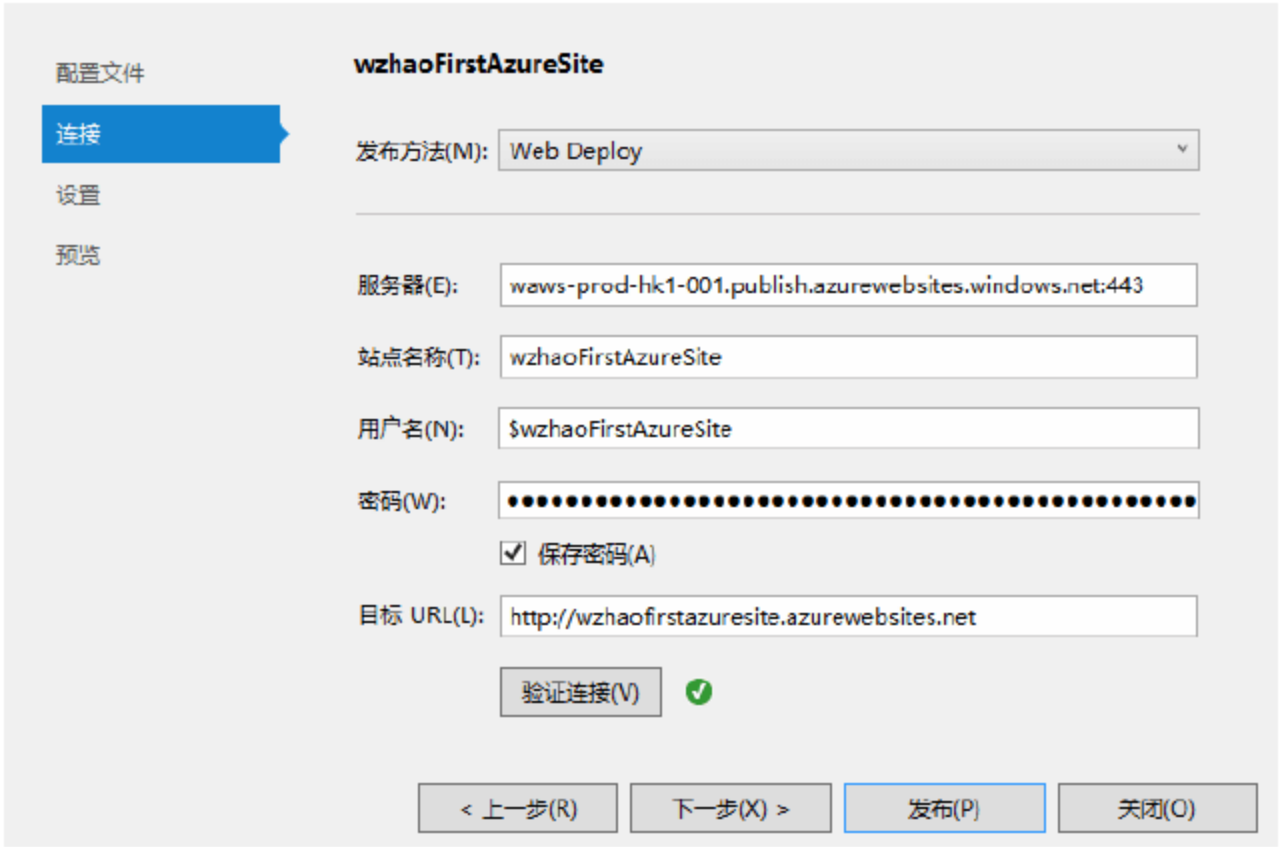 配置文件
连接
设置
预览
wzhaoFirstAzureSite
发布方法(M): Web Deploy
服务器(E): waws-prod-hk1-001.publish.azurewebsites.windows.net:443
站点名称(T): wzhaoFirstAzureSite
用户名(N): $wzhaoFirstAzureSite
密码(W): ●●●●●●●●●●●●●●●●●●●●●●●●●●●●●●●●●●●●●●●●●●●●●●●
保存密码(A)
目标 URL(L): http://wzhaofirstazuresite.azurewebsites.net
验证连接(V)
< 上一步(R) 下一步(X) > 发布(P) 关闭(O)